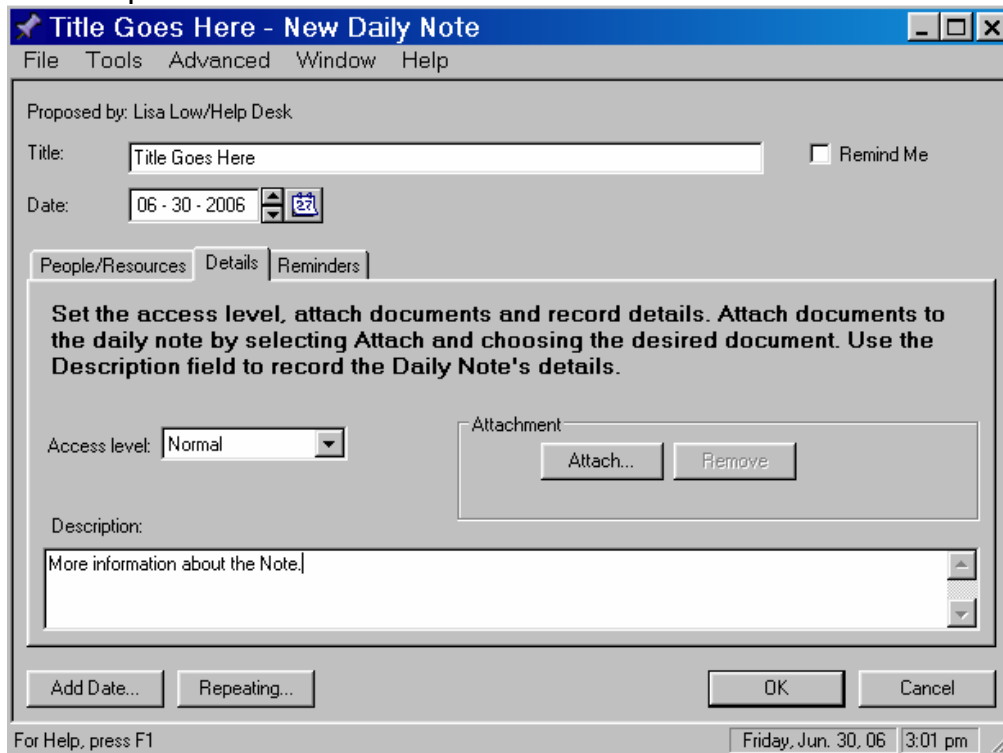 Title Goes Here - New Daily Note
File Tools Advanced Window Help
Proposed by: Lisa Low/Help Desk
Title: Title Goes Here Remind Me
Date: 06 - 30 - 2006 27
People/Resources Details Reminders
Set the access level, attach documents and record details. Attach documents to
the daily note by selecting Attach and choosing the desired document. Use the
Description field to record the Daily Note's details.
Attachment
Access level: Normal Attach... Remove
Description:
More information about the Note.
Add Date... Repeating... OK Cancel
For Help, press F1 Friday, Jun. 30, 06 3:01 pm